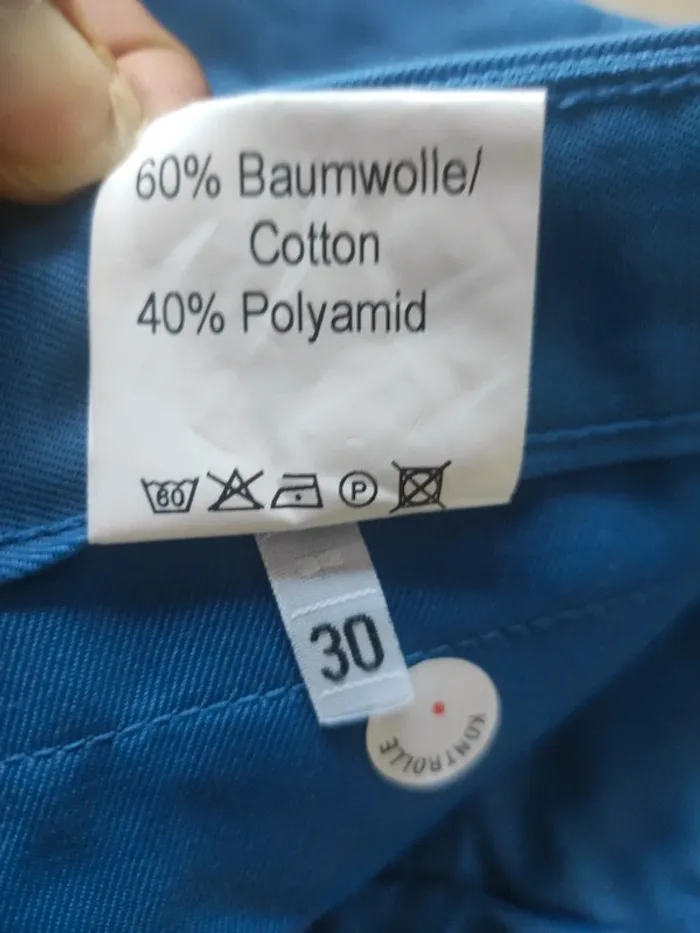 60% Baumwolle/
Cotton
40% Polyamid
60
P
30
KONTROLLE